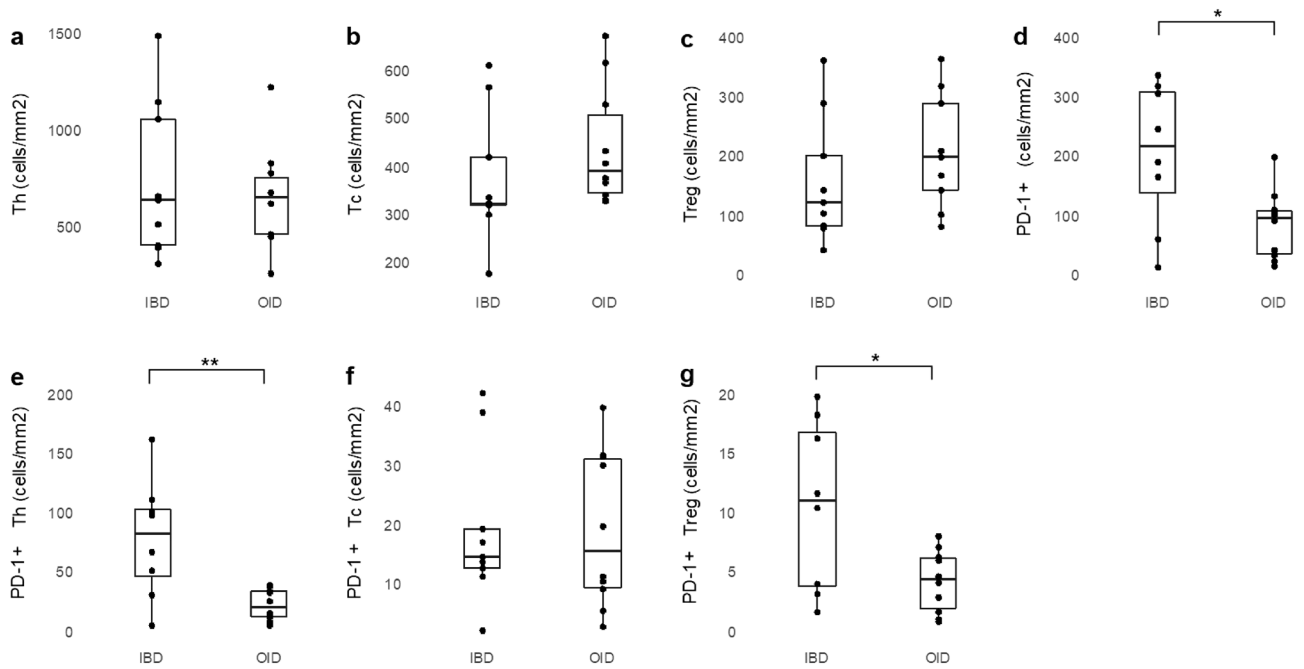 a
Th (cells/mm2)
1500
1000
500
IBD
OID
b
Tc (cells/mm2)
600
500
400
300
200
IBD
OID
c
Treg (cells/mm2)
400
300
200
100
0
IBD
OID
d
PD-1+ (cells/mm2)
400
300
200
100
0
*
IBD
OID
e
PD-1+ Th (cells/mm2)
200
150
100
50
0
**
IBD
OID
f
PD-1+ Tc (cells/mm2)
40
30
20
10
IBD
OID
g
PD-1+ Treg (cells/mm2)
20
15
10
5
0
*
IBD
OID